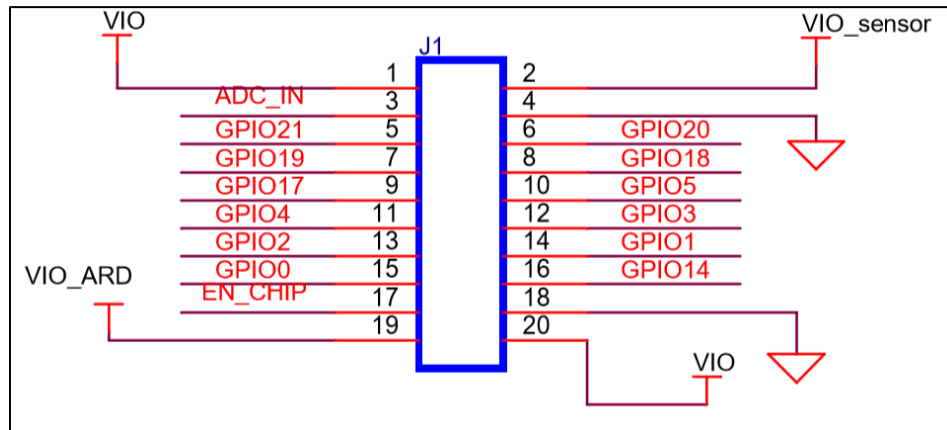 VIO VIO_sensor
J1
1 2
ADC_IN 3 4
GPIO21 5 6 GPIO20
GPIO19 7 8 GPIO18
GPIO17 9 10 GPIO5
GPIO4 11 12 GPIO3
GPIO2 13 14 GPIO1
GPIO0 15 16 GPIO14
VIO_ARD
EN_CHIP 17 18
19 20
VIO